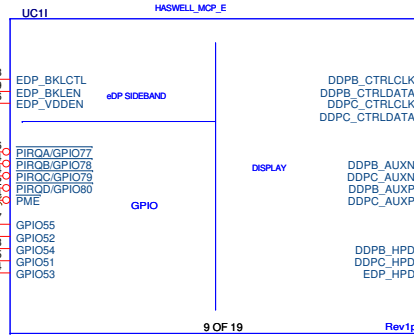 HASWELL_MCP_E
UC1I
EDP_BKLCTL
EDP_BKLEN
EDP_VDDEN
eDP SIDEBAND
DDPB_CTRLCLK
DDPB_CTRLDATA
DDPC_CTRLCLK
DDPC_CTRLDATA
PIRQA/GPIO77
PIRQB/GPIO78
PIRQC/GPIO79
PIRQD/GPIO80
PME
GPIO
DISPLAY
DDPB_AUXN
DDPC_AUXN
DDPB_AUXP
DDPC_AUXP
GPIO55
GPIO52
GPIO54
GPIO51
GPIO53
DDPB_HPD
DDPC_HPD
EDP_HPD
9 OF 19
Rev1p